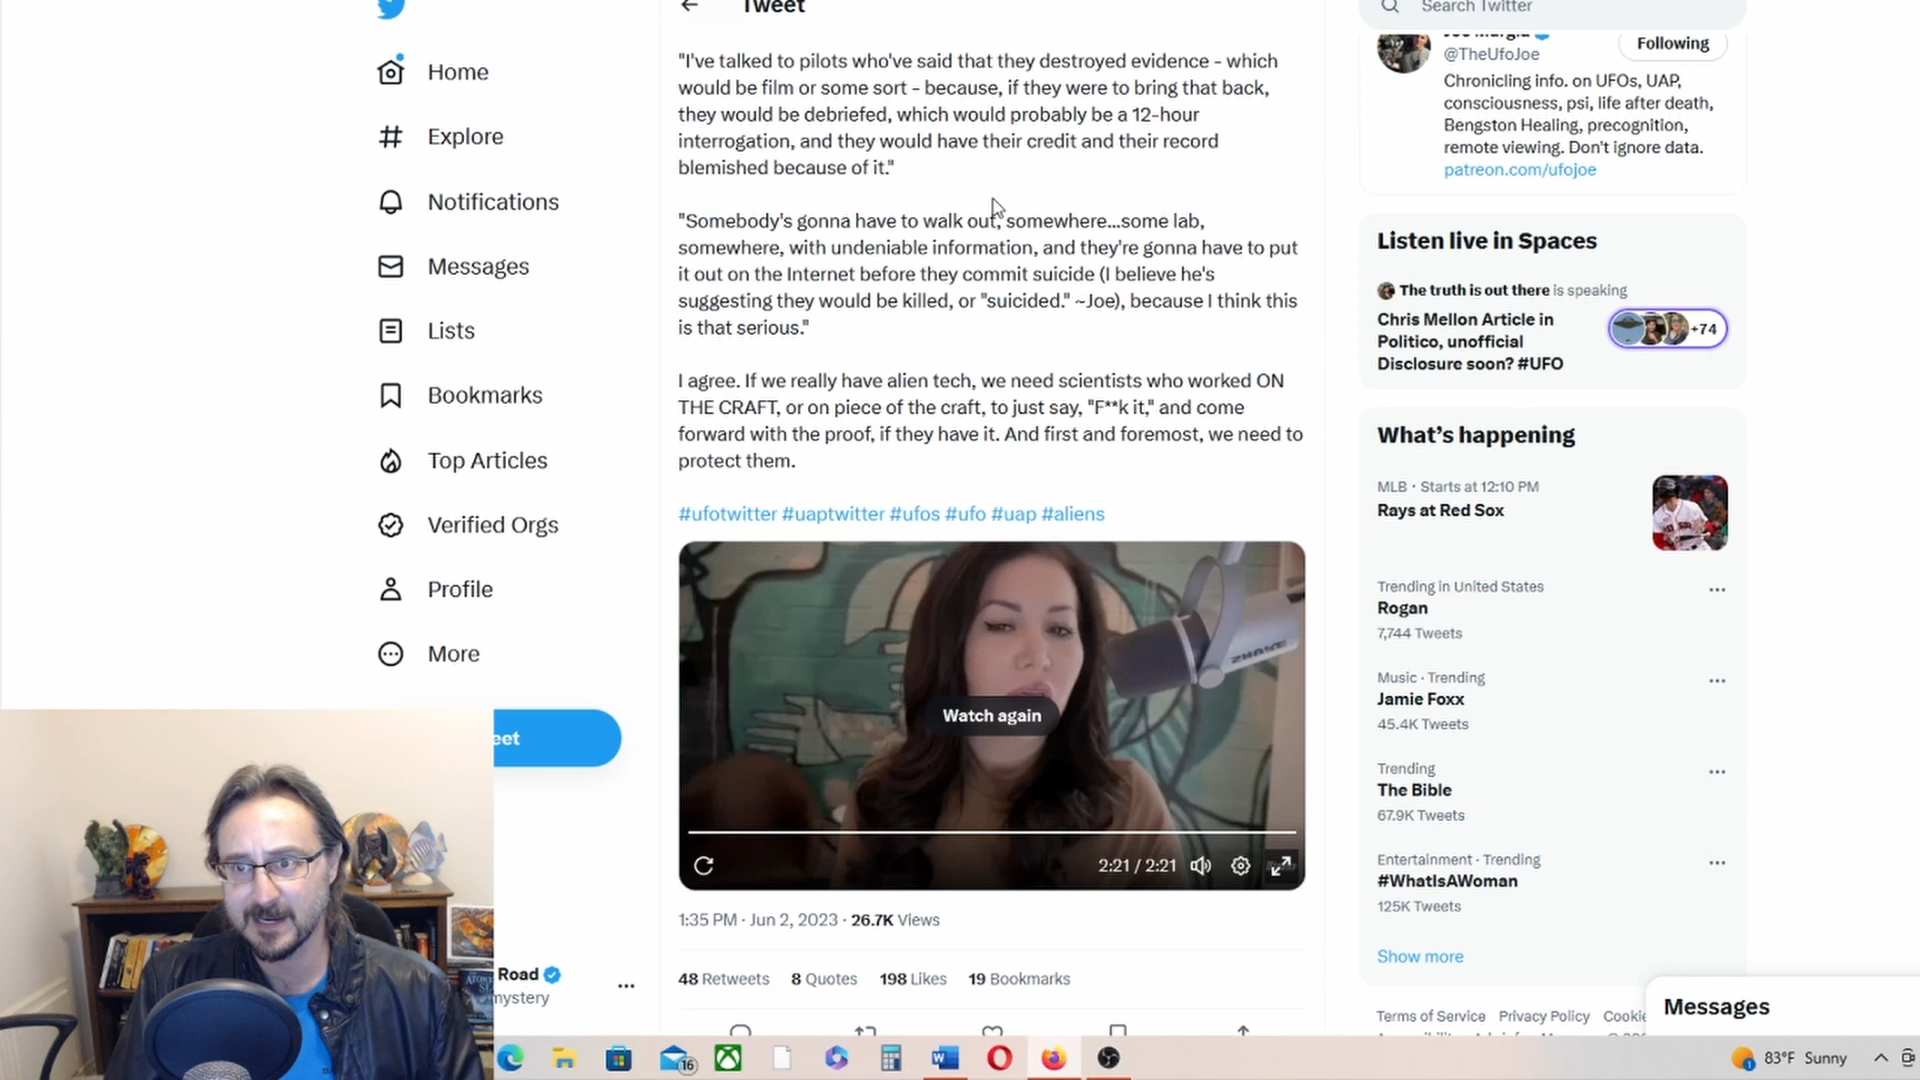 Tweet
Search Twitter
"I've talked to pilots who've said that they destroyed evidence - which
would be film or some sort - because, if they were to bring that back,
they would be debriefed, which would probably be a 12-hour
interrogation, and they would have their credit and their record
blemished because of it."
"Somebody's gonna have to walk out, somewhere...some lab,
somewhere, with undeniable information, and they're gonna have to put
it out on the Internet before they commit suicide (I believe he's
suggesting they would be killed, or "suicided." ~Joe), because I think this
is that serious."
I agree. If we really have alien tech, we need scientists who worked ON
THE CRAFT, or on piece of the craft, to just say, "F**k it," and come
forward with the proof, if they have it. And first and foremost, we need to
protect them.
#ufotwitter #uaptwitter #ufos #ufo #uap #aliens
Watch again
2:21 / 2:21
1:35 PM · Jun 2, 2023 · 26.7K Views
48 Retweets 8 Quotes 198 Likes 19 Bookmarks
Home
Explore
Notifications
Messages
Lists
Bookmarks
Top Articles
Verified Orgs
Profile
More
eet
Road
mystery
@TheUfoJoe
Following
Chronicling info. on UFOs, UAP,
consciousness, psi, life after death,
Bengston Healing, precognition,
remote viewing. Don't ignore data.
patreon.com/ufojoe
Listen live in Spaces
The truth is out there is speaking
Chris Mellon Article in
Politico, unofficial
Disclosure soon? #UFO
+74
What's happening
MLB · Starts at 12:10 PM
Rays at Red Sox
Trending in United States
Rogan
7,744 Tweets
Music · Trending
Jamie Foxx
45.4K Tweets
Trending
The Bible
67.9K Tweets
Entertainment · Trending
#WhatIsAWoman
125K Tweets
Show more
Terms of Service Privacy Policy Cookie
Messages
16
83°F Sunny